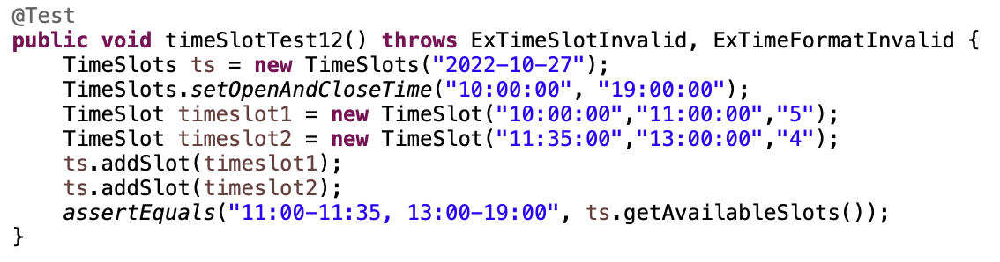 @Test
public void timeSlotTest12() throws ExTimeSlotInvalid, ExTimeFormatInvalid {
    TimeSlots ts = new TimeSlots("2022-10-27");
    TimeSlots.setOpenAndCloseTime("10:00:00", "19:00:00");
    TimeSlot timeslot1 = new TimeSlot("10:00:00","11:00:00","5");
    TimeSlot timeslot2 = new TimeSlot("11:35:00","13:00:00","4");
    ts.addSlot(timeslot1);
    ts.addSlot(timeslot2);
    assertEquals("11:00-11:35, 13:00-19:00", ts.getAvailableSlots());
}